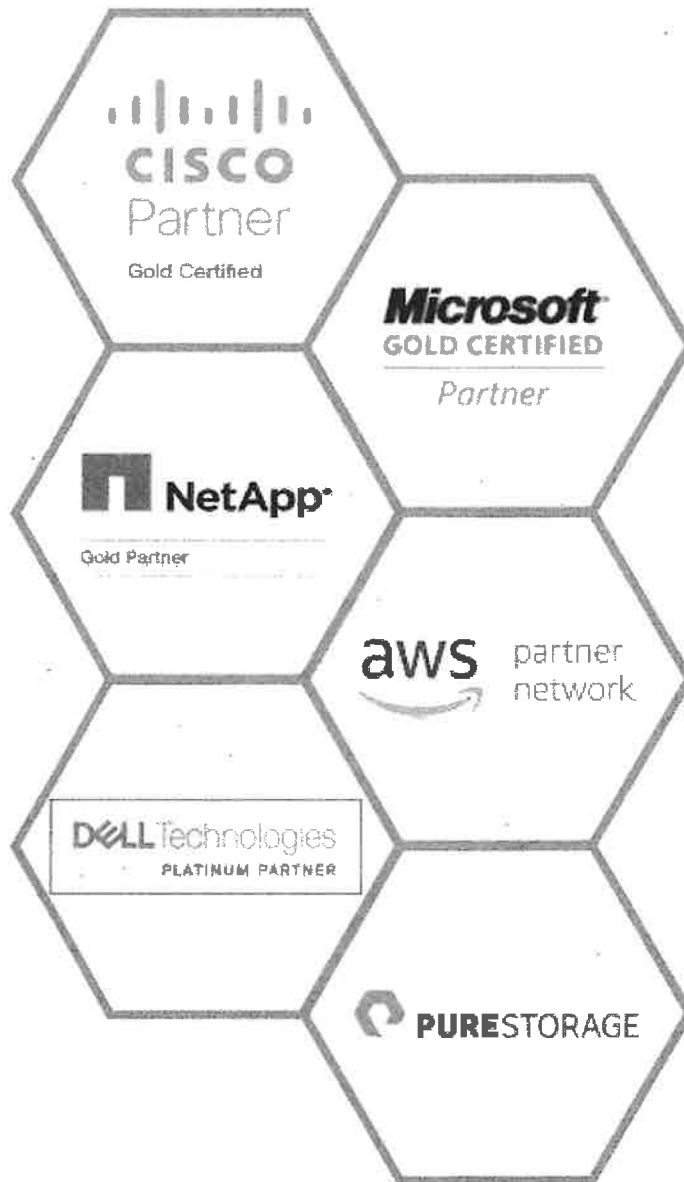 CISCO
Partner
Gold Certified
Microsoft
GOLD CERTIFIED
Partner
NetApp
Gold Partner
aws partner
network
DELL Technologies
PLATINUM PARTNER
PURESTORAGE